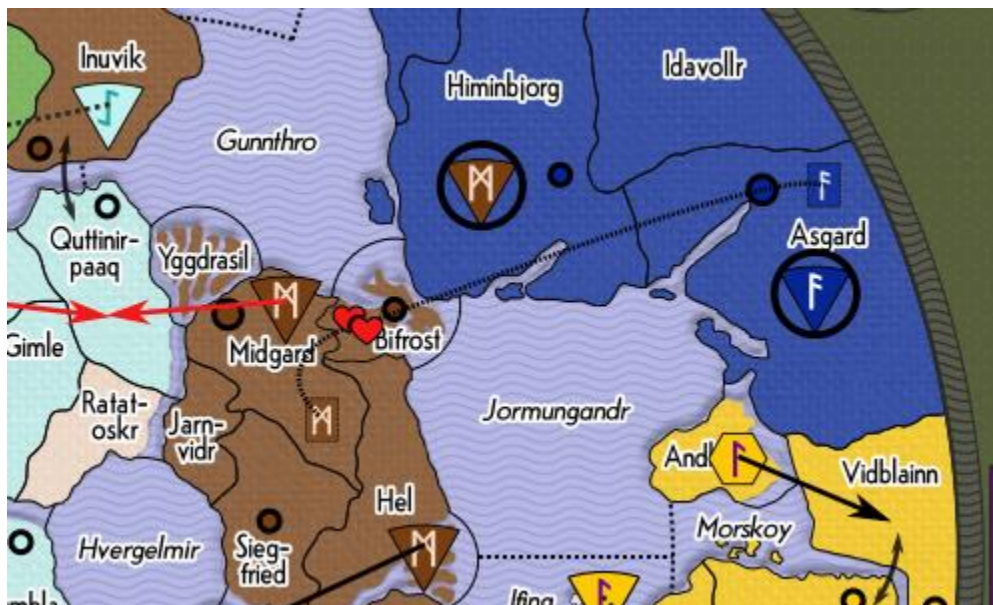 Inuvik
Himinbjorg
Idavollr
Gunnthro
ᛗ
ᚨ
Quttinir-
paaq
Yggdrasil
Asgard
ᛗ
ᚨ
Gimle
Midgard
Bifrost
Ratat-
oskr
Jarn-
vidr
ᛗ
Jormungandr
Vidblainn
Hel
Morskoy
Hvergelmir
Sieg-
fried
ᛗ
Ifing